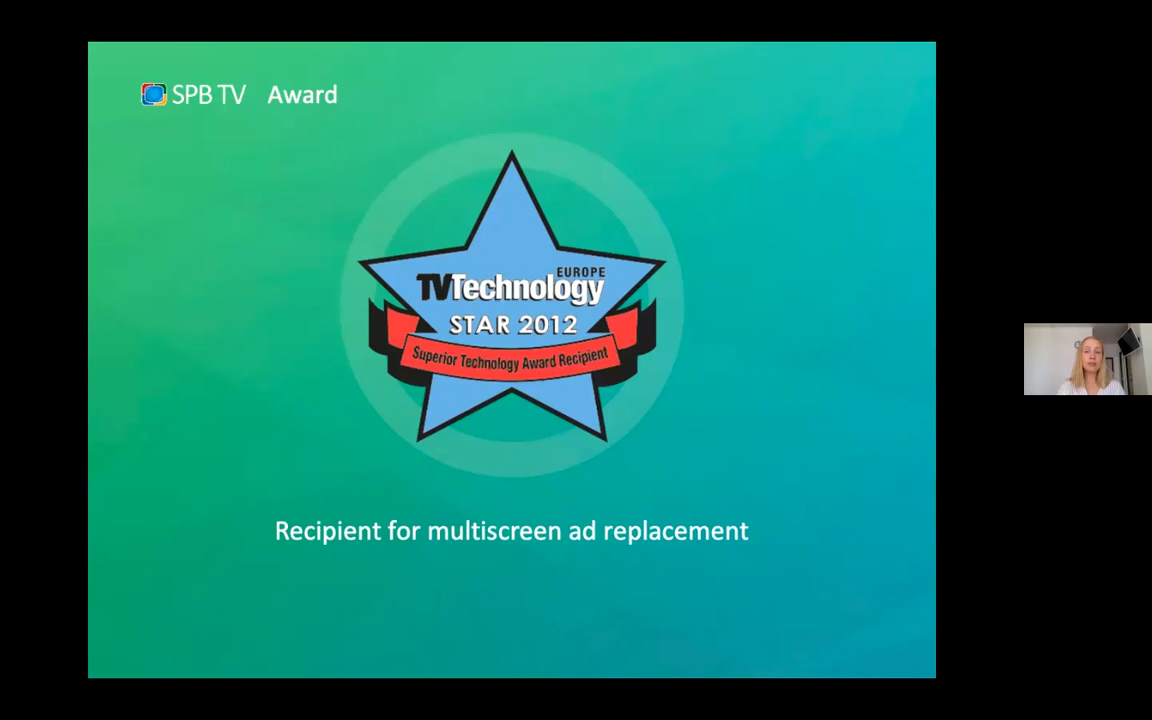 SPB TV Award
EUROPE
TVTechnology
STAR 2012
Superior Technology Award Recipient
Recipient for multiscreen ad replacement